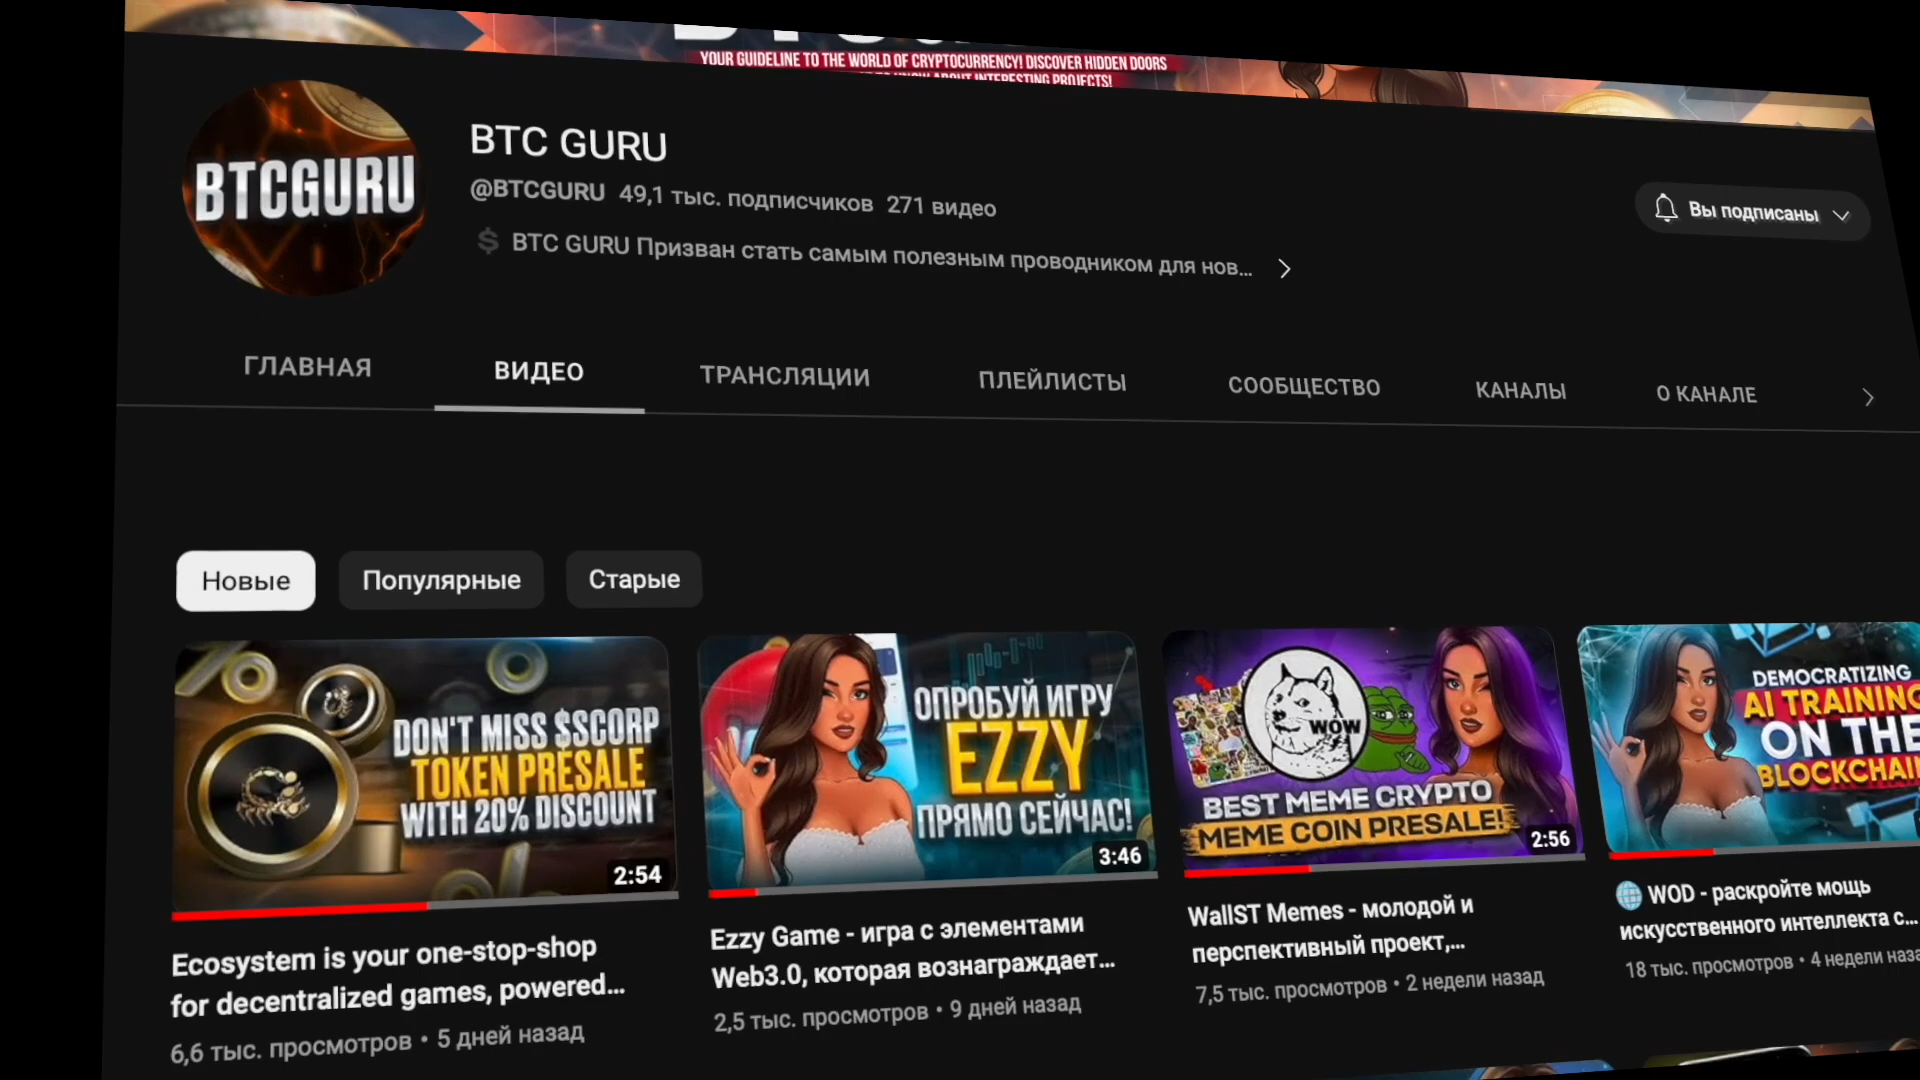 YOUR GUIDELINE TO THE WORLD OF CRYPTOCURRENCY! DISCOVER HIDDEN DOORS
KNOW ABOUT INTERESTING PROJECTS!
BTCGURU
BTC GURU
@BTCGURU 49,1 тыс. подписчиков 271 видео
$ BTC GURU Призван стать самым полезным проводником для нов...
Вы подписаны
ГЛАВНАЯ ВИДЕО ТРАНСЛЯЦИИ ПЛЕЙЛИСТЫ СООБЩЕСТВО КАНАЛЫ О КАНАЛЕ
Новые Популярные Старые
DON'T MISS $SCORP
TOKEN PRESALE
WITH 20% DISCOUNT
2:54
Ecosystem is your one-stop-shop
for decentralized games, powered...
6,6 тыс. просмотров • 5 дней назад
ОПРОБУЙ ИГРУ
EZZY
ПРЯМО СЕЙЧАС!
3:46
Ezzy Game - игра с элементами
Web3.0, которая вознаграждает...
2,5 тыс. просмотров • 9 дней назад
WOW
BEST MEME CRYPTO
MEME COIN PRESALE!
2:56
WallST Memes - молодой и
перспективный проект,...
7,5 тыс. просмотров • 2 недели назад
DEMOCRATIZING
AI TRAINING
ON THE
BLOCKCHAIN
WOD - раскройте мощь
искусственного интеллекта с...
18 тыс. просмотров • 4 недели наза